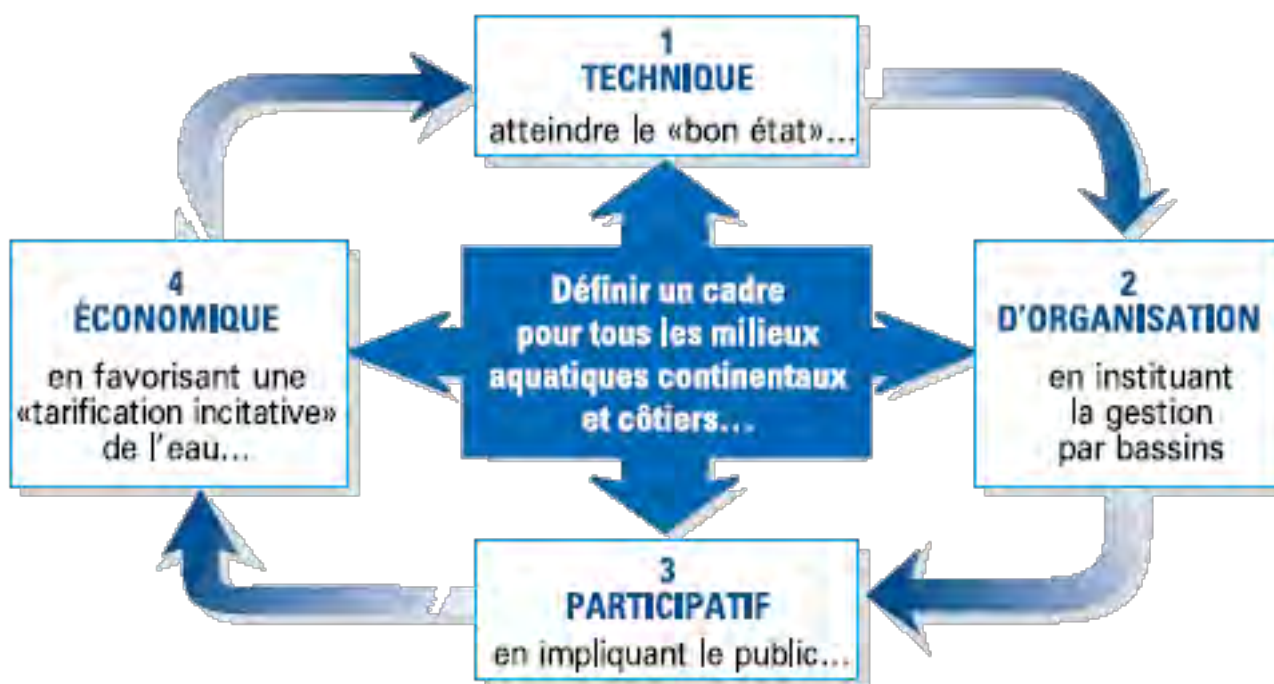 1
TECHNIQUE
atteindre le «bon état»...
2
D'ORGANISATION
en instituant
la gestion
par bassins
3
PARTICIPATIF
en impliquant le public...
4
ÉCONOMIQUE
en favorisant une
«tarification incitative»
de l'eau...
Définir un cadre
pour tous les milieux
aquatiques continentaux
et côtiers...